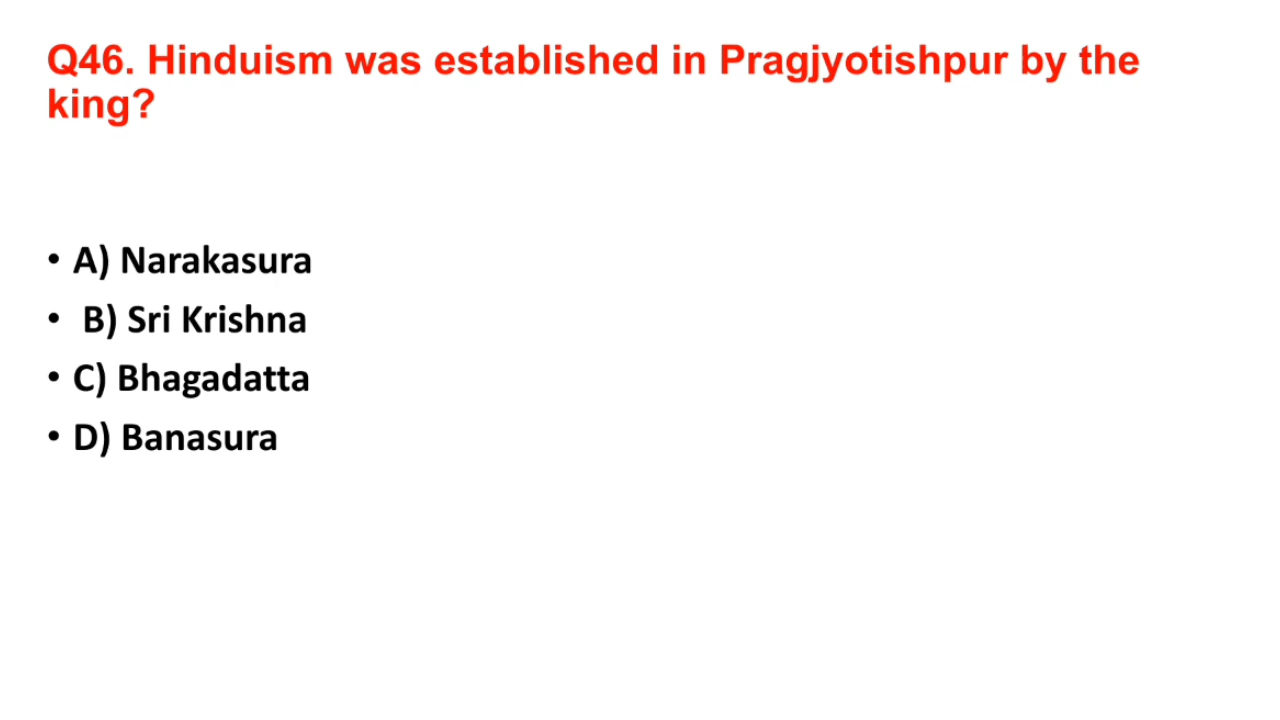 Q46. Hinduism was established in Pragjyotishpur by the
king?
• A) Narakasura
• B) Sri Krishna
• C) Bhagadatta
• D) Banasura